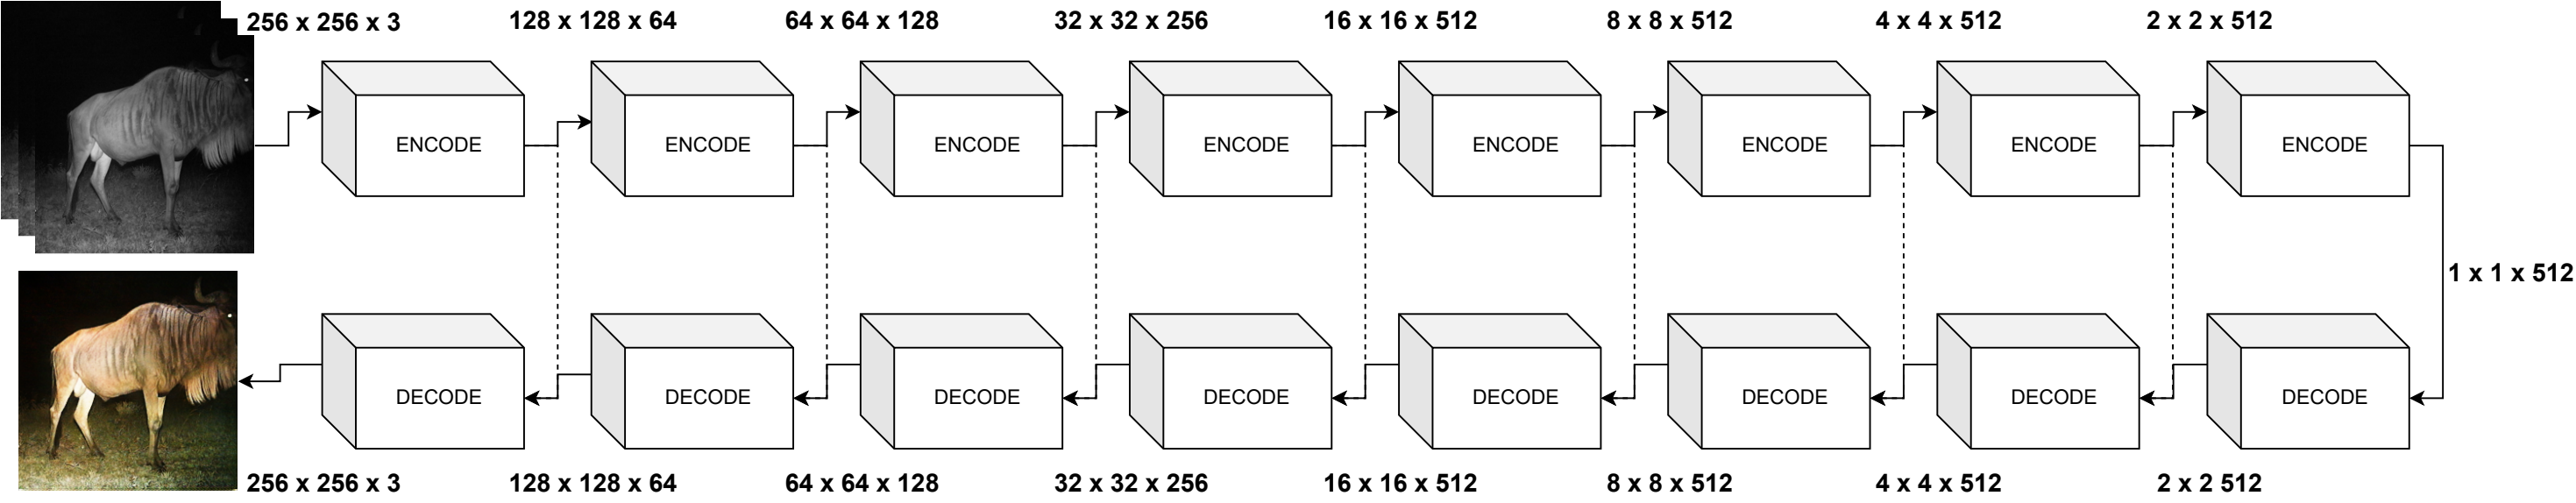 256 x 256 x 3 128 x 128 x 64 64 x 64 x 128 32 x 32 x 256 16 x 16 x 512 8 x 8 x 512 4 x 4 x 512 2 x 2 x 512
ENCODE ENCODE ENCODE ENCODE ENCODE ENCODE ENCODE ENCODE
1 x 1 x 512
DECODE DECODE DECODE DECODE DECODE DECODE DECODE DECODE
256 x 256 x 3 128 x 128 x 64 64 x 64 x 128 32 x 32 x 256 16 x 16 x 512 8 x 8 x 512 4 x 4 x 512 2 x 2 512